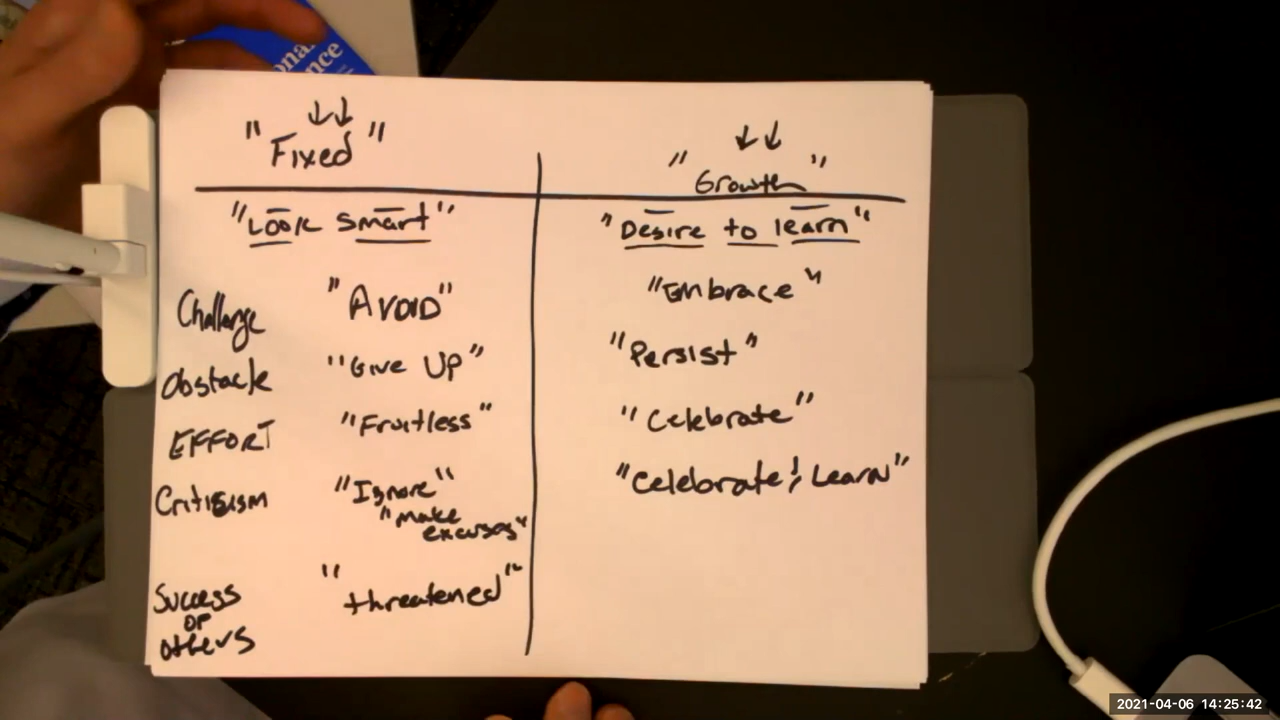 "Fixed"
"Growth"
"Look smart"
"Desire to learn"
Challenge
"Avoid"
"Embrace"
Obstacle
"Give Up"
"Persist"
EFFORT
"Fruitless"
"Celebrate"
Critisism
"Ignore"
"make
excuses"
"Celebrate & Learn"
Success
of
others
"threatened"
2021-04-06 14:25:42